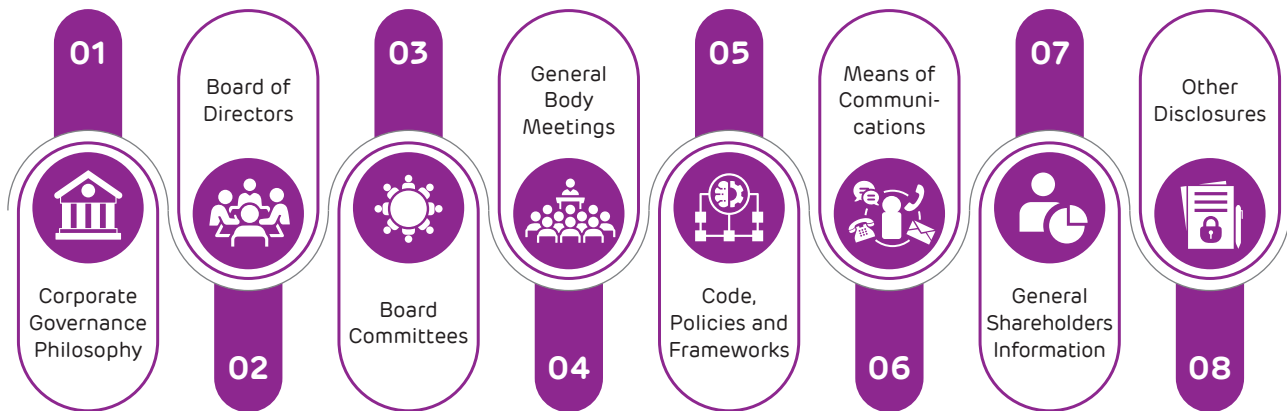 01
Corporate
Governance
Philosophy
Board of
Directors
02
03
Board
Committees
General
Body
Meetings
04
05
Code,
Policies and
Frameworks
Means of
Communi-
cations
06
07
General
Shareholders
Information
Other
Disclosures
08